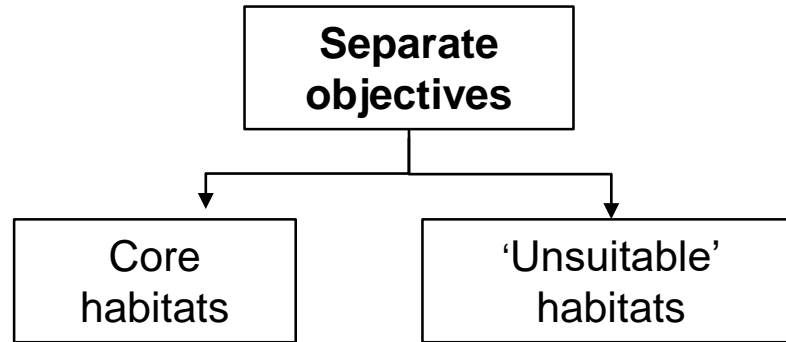 Separate
objectives
Core
habitats
‘Unsuitable’
habitats